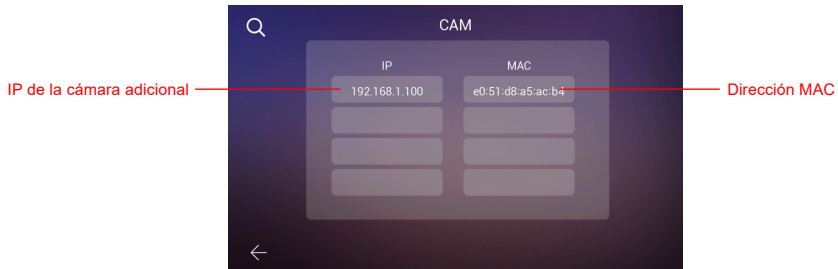 CAM
IP MAC
IP de la cámara adicional 192.168.1.100 e0:51:d8:a5:ac:b4 Dirección MAC